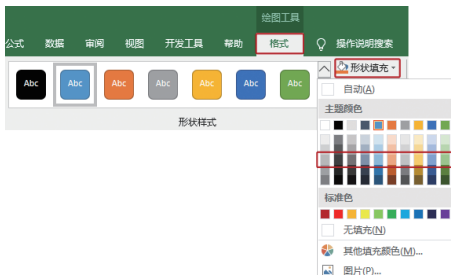 绘图工具
公式 数据 审阅 视图 开发工具 帮助 格式 操作说明搜索
Abc Abc Abc Abc Abc Abc Abc
形状填充
自动(A)
形状样式
主题颜色
标准色
无填充(N)
其他填充颜色(M)...
图片(P)...